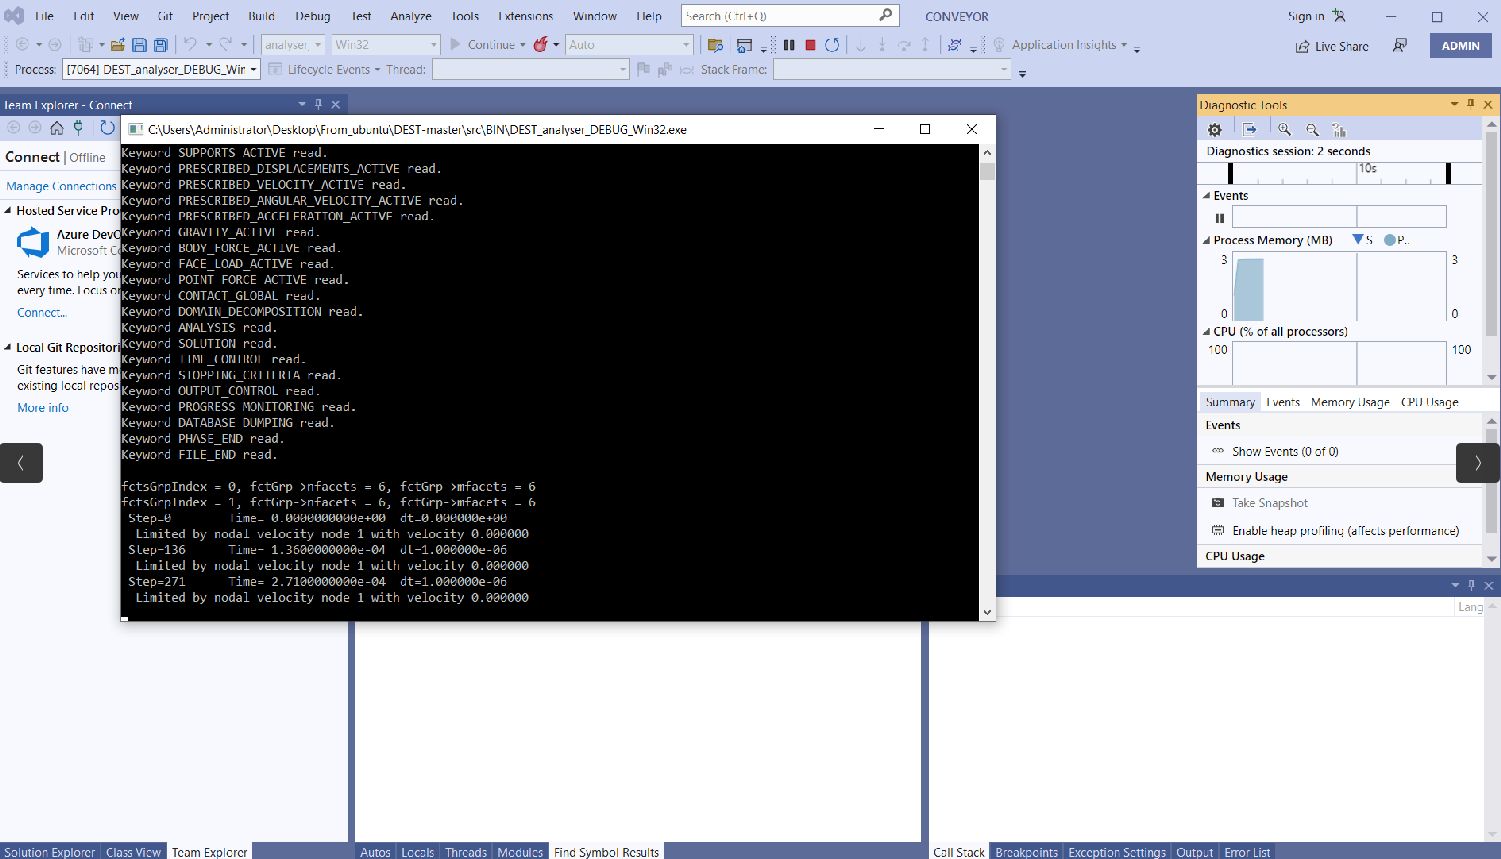 File Edit View Git Project Build Debug Test Analyze Tools Extensions Window Help Search (Ctrl+Q) CONVEYOR Sign in
analyser_ Win32 Continue Auto Application Insights Live Share ADMIN
Process: [7064] DEST_analyser_DEBUG_Win Lifecycle Events Thread: Stack Frame:
Team Explorer - Connect
Connect | Offline
Manage Connections
Hosted Service Pro
Azure DevO
Microsoft Co
Services to help you
every time. Focus on
Connect...
Local Git Repositori
Git features have m
existing local repos
More info
C:\Users\Administrator\Desktop\From_ubuntu\DEST-master\src\BIN\DEST_analyser_DEBUG_Win32.exe
Keyword SUPPORTS_ACTIVE read.
Keyword PRESCRIBED_DISPLACEMENTS_ACTIVE read.
Keyword PRESCRIBED_VELOCITY_ACTIVE read.
Keyword PRESCRIBED_ANGULAR_VELOCITY_ACTIVE read.
Keyword PRESCRIBED_ACCELERATION_ACTIVE read.
Keyword GRAVITY_ACTIVE read.
Keyword BODY_FORCE_ACTIVE read.
Keyword FACE_LOAD_ACTIVE read.
Keyword POINT_FORCE_ACTIVE read.
Keyword CONTACT_GLOBAL read.
Keyword DOMAIN_DECOMPOSITION read.
Keyword ANALYSIS read.
Keyword SOLUTION read.
Keyword TIME_CONTROL read.
Keyword STOPPING_CRITERIA read.
Keyword OUTPUT_CONTROL read.
Keyword PROGRESS_MONITORING read.
Keyword DATABASE_DUMPING read.
Keyword PHASE_END read.
Keyword FILE_END read.
fctsGrpIndex = 0, fctGrp->nfacets = 6, fctGrp->mfacets = 6
fctsGrpIndex = 1, fctGrp->nfacets = 6, fctGrp->mfacets = 6
Step=0 Time= 0.0000000000e+00 dt=0.000000e+00
Limited by nodal velocity node 1 with velocity 0.000000
Step=136 Time= 1.3600000000e-04 dt=1.000000e-06
Limited by nodal velocity node 1 with velocity 0.000000
Step=271 Time= 2.7100000000e-04 dt=1.000000e-06
Limited by nodal velocity node 1 with velocity 0.000000
Diagnostic Tools
Diagnostics session: 2 seconds
10s
Events
Process Memory (MB) S P..
3 3
0 0
CPU (% of all processors)
100 100
Summary Events Memory Usage CPU Usage
Events
Show Events (0 of 0)
Memory Usage
Take Snapshot
Enable heap profiling (affects performance)
CPU Usage
Lang
Solution Explorer Class View Team Explorer Autos Locals Threads Modules Find Symbol Results Call Stack Breakpoints Exception Settings Output Error List